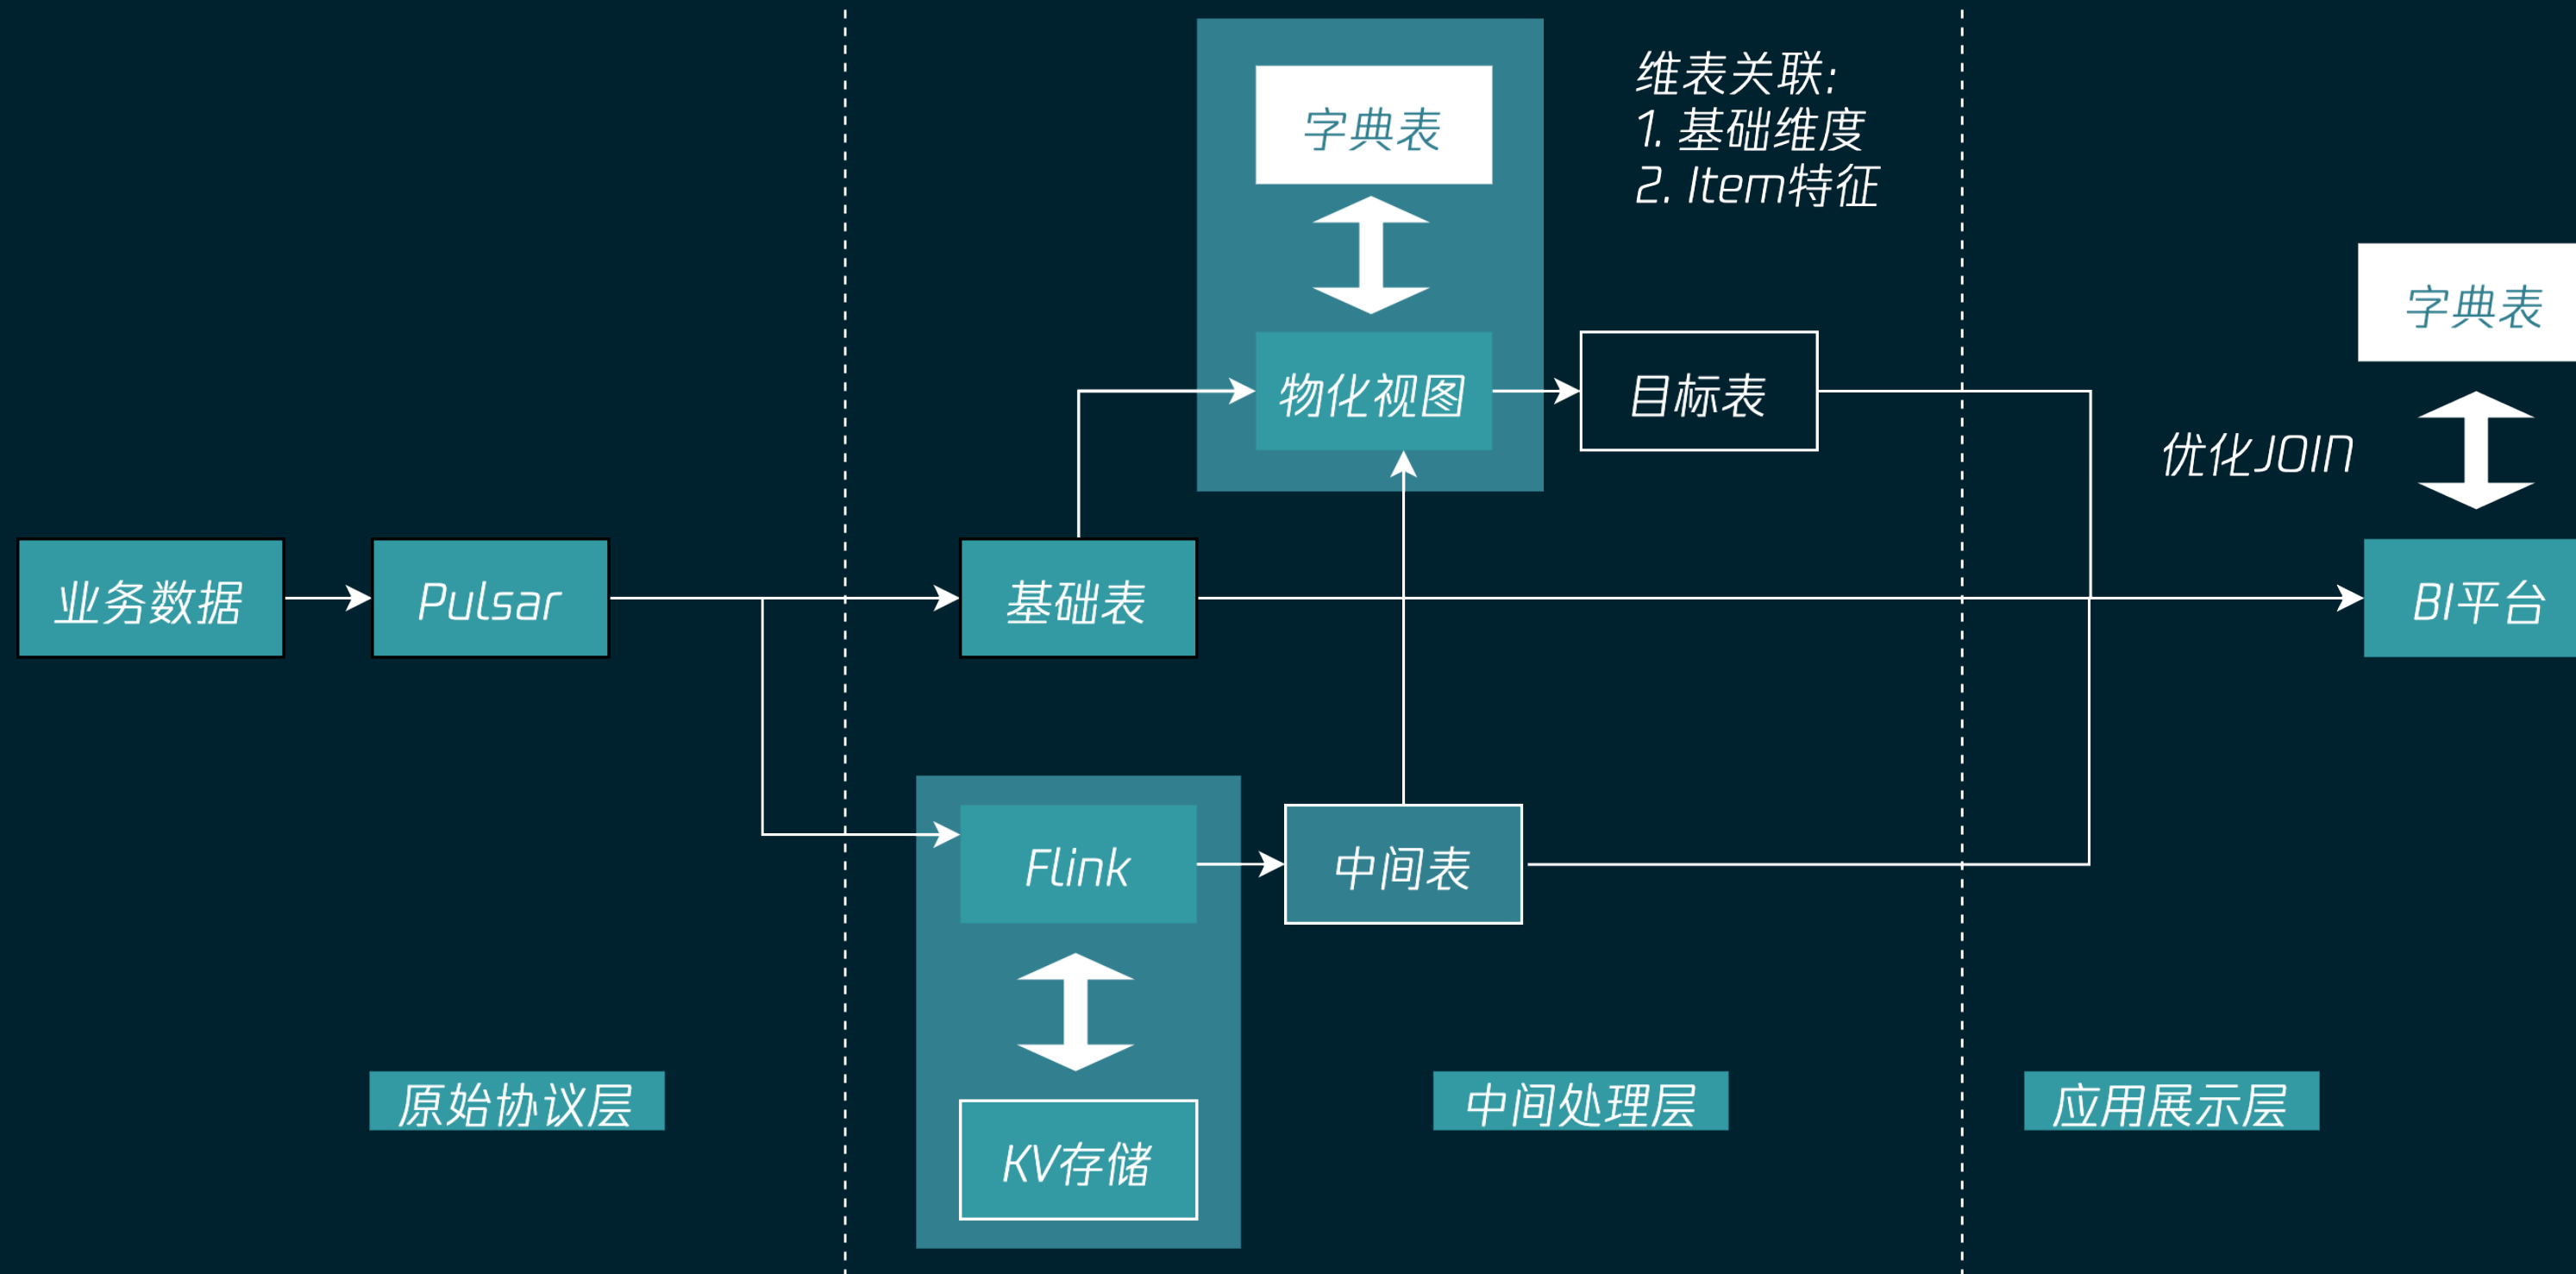 字典表
维表关联:
1. 基础维度
2. Item特征
字典表
物化视图
目标表
优化JOIN
业务数据
Pulsar
基础表
BI平台
Flink
中间表
原始协议层
中间处理层
应用展示层
KV存储